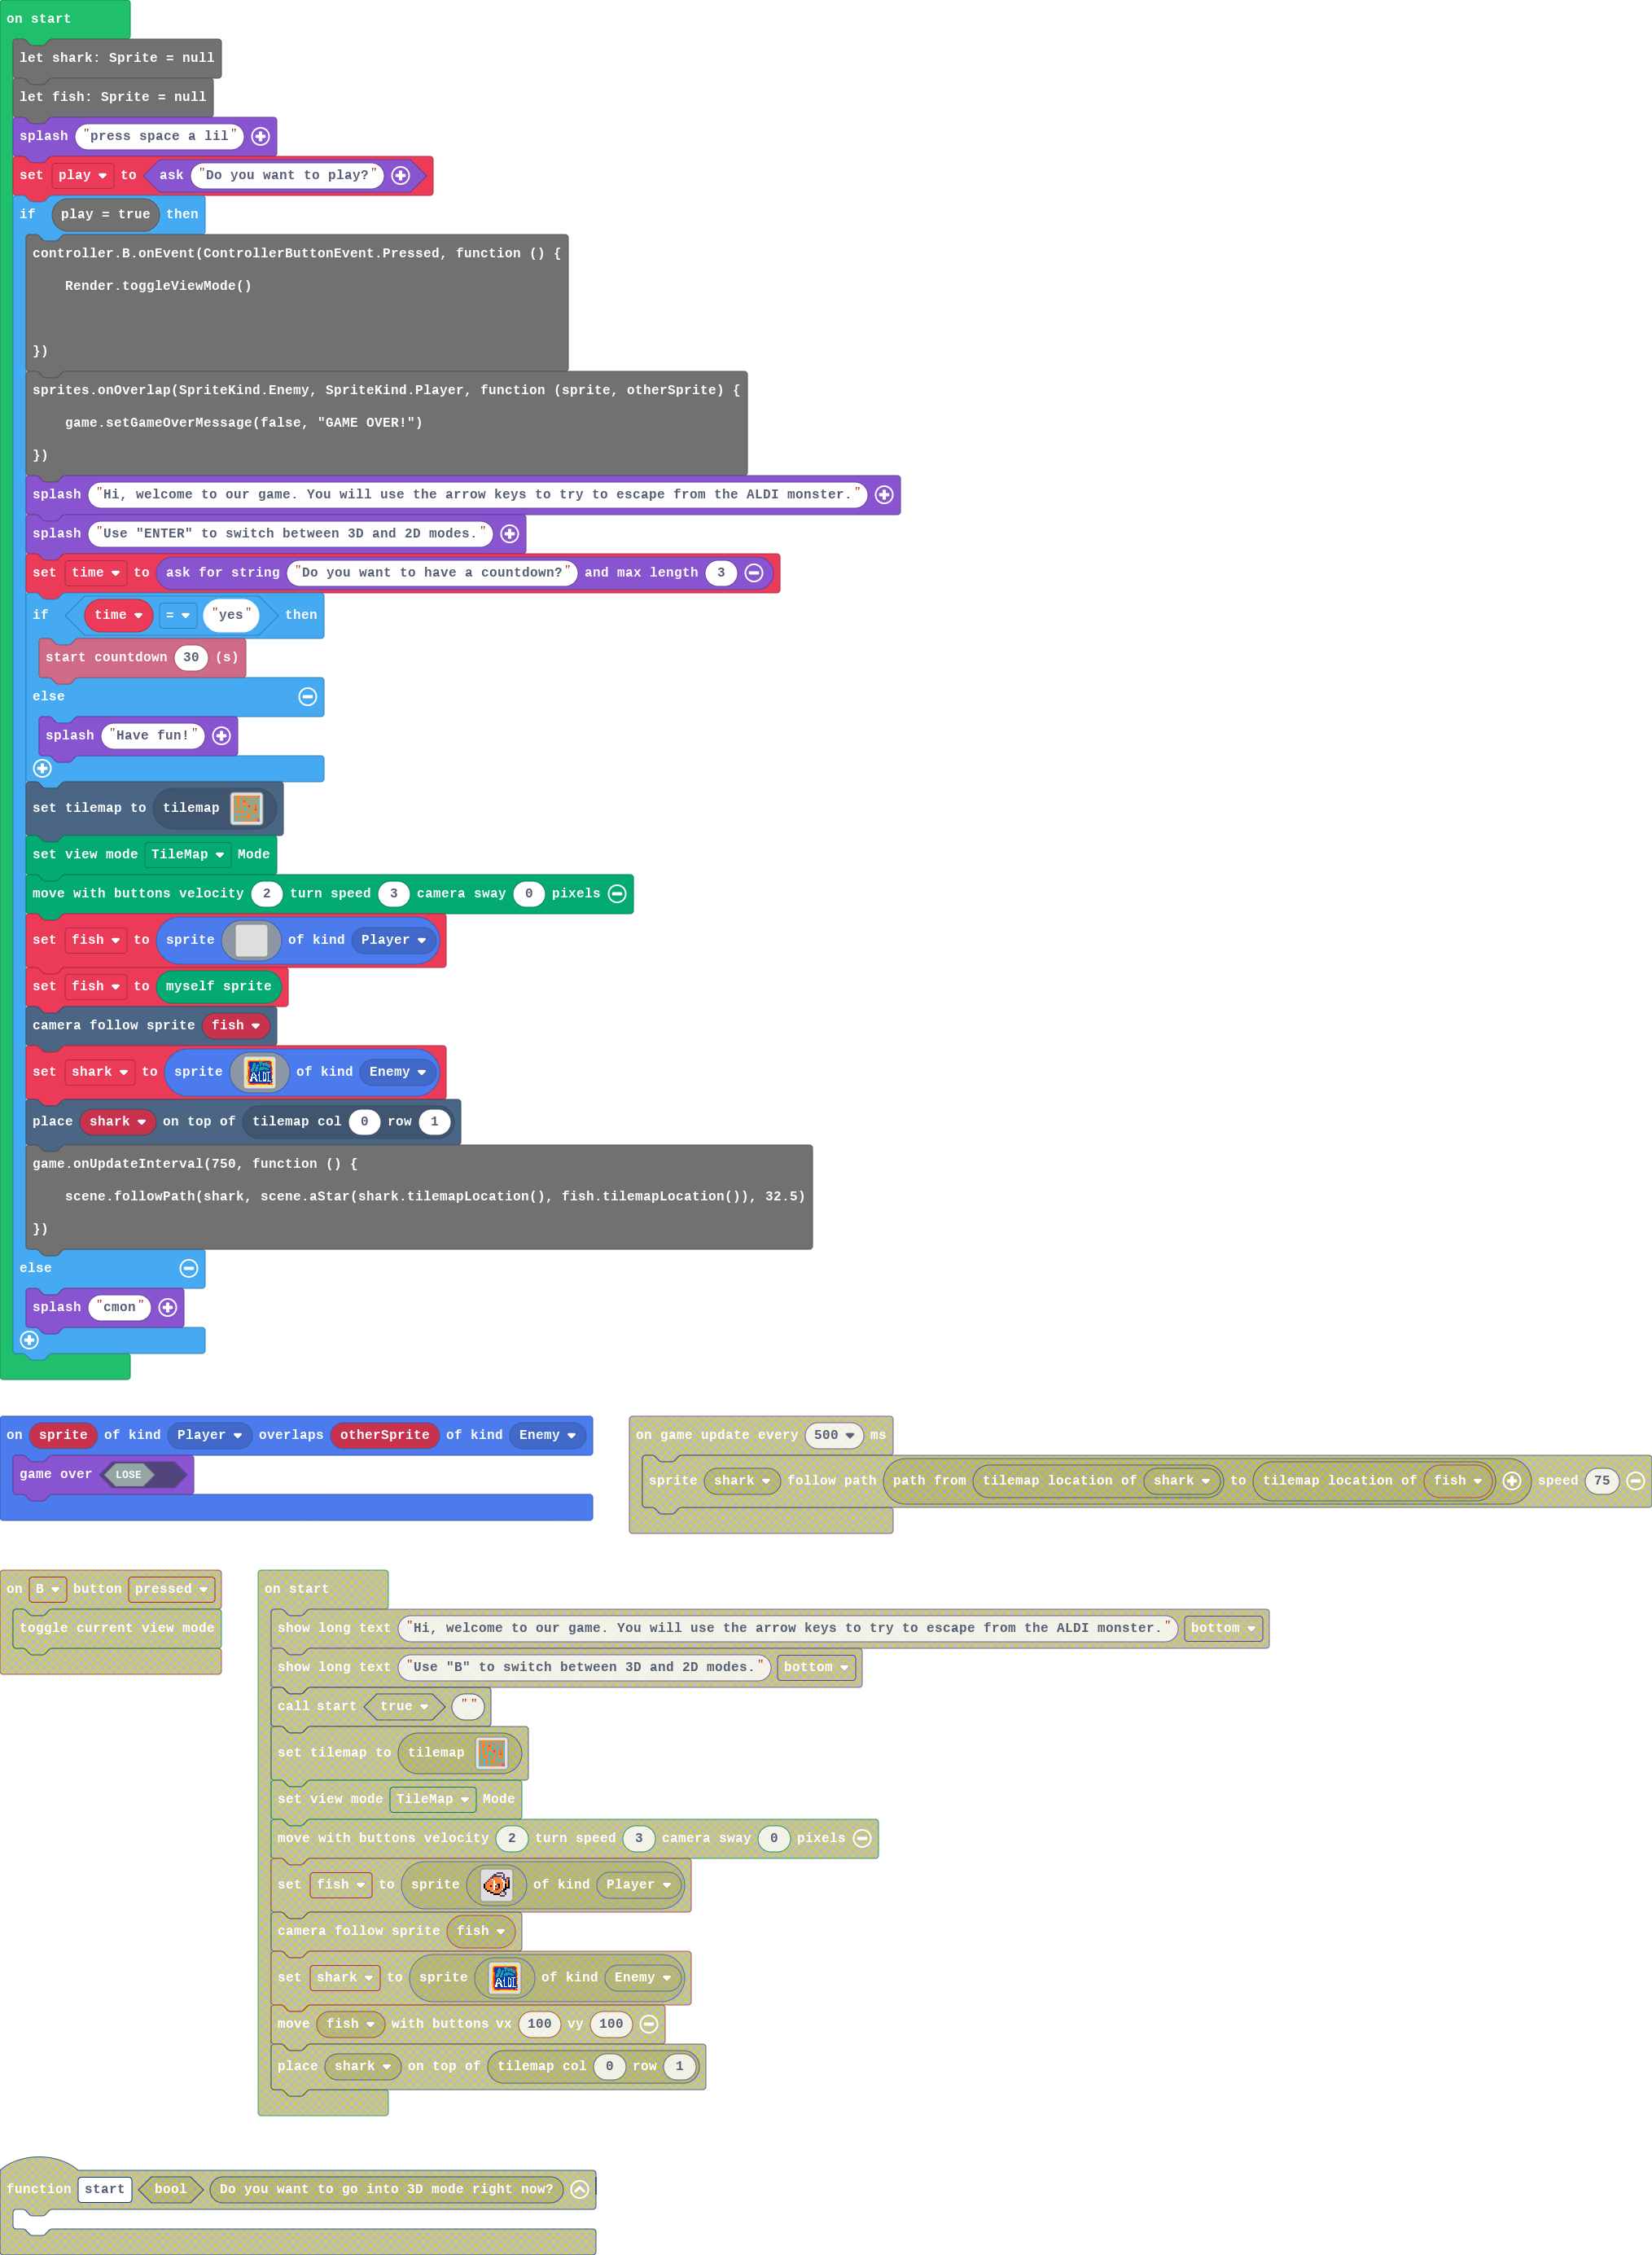 on start
let shark: Sprite = null
let fish: Sprite = null
splash "press space a lil"
set play to ask "Do you want to play?"
if play = true then
controller.B.onEvent(ControllerButtonEvent.Pressed, function () {
Render.toggleViewMode()
})
sprites.onOverlap(SpriteKind.Enemy, SpriteKind.Player, function (sprite, otherSprite) {
game.setGameOverMessage(false, "GAME OVER!")
})
splash "Hi, welcome to our game. You will use the arrow keys to try to escape from the ALDI monster."
splash "Use "ENTER" to switch between 3D and 2D modes."
set time to ask for string "Do you want to have a countdown?" and max length 3
if time = "yes" then
start countdown 30 (s)
else
splash "Have fun!"
set tilemap to tilemap
set view mode TileMap Mode
move with buttons velocity 2 turn speed 3 camera sway 0 pixels
set fish to sprite of kind Player
set fish to myself sprite
camera follow sprite fish
set shark to sprite ALDI of kind Enemy
place shark on top of tilemap col 0 row 1
game.onUpdateInterval(750, function () {
scene.followPath(shark, scene.aStar(shark.tilemapLocation(), fish.tilemapLocation()), 32.5)
})
else
splash "cmon"
on sprite of kind Player overlaps otherSprite of kind Enemy
game over LOSE
on game update every 500 ms
sprite shark follow path path from tilemap location of shark to tilemap location of fish speed 75
on B button pressed
toggle current view mode
on start
show long text "Hi, welcome to our game. You will use the arrow keys to try to escape from the ALDI monster." bottom
show long text "Use "B" to switch between 3D and 2D modes." bottom
call start true ""
set tilemap to tilemap
set view mode TileMap Mode
move with buttons velocity 2 turn speed 3 camera sway 0 pixels
set fish to sprite of kind Player
camera follow sprite fish
set shark to sprite ALDI of kind Enemy
move fish with buttons vx 100 vy 100
place shark on top of tilemap col 0 row 1
function start bool Do you want to go into 3D mode right now?